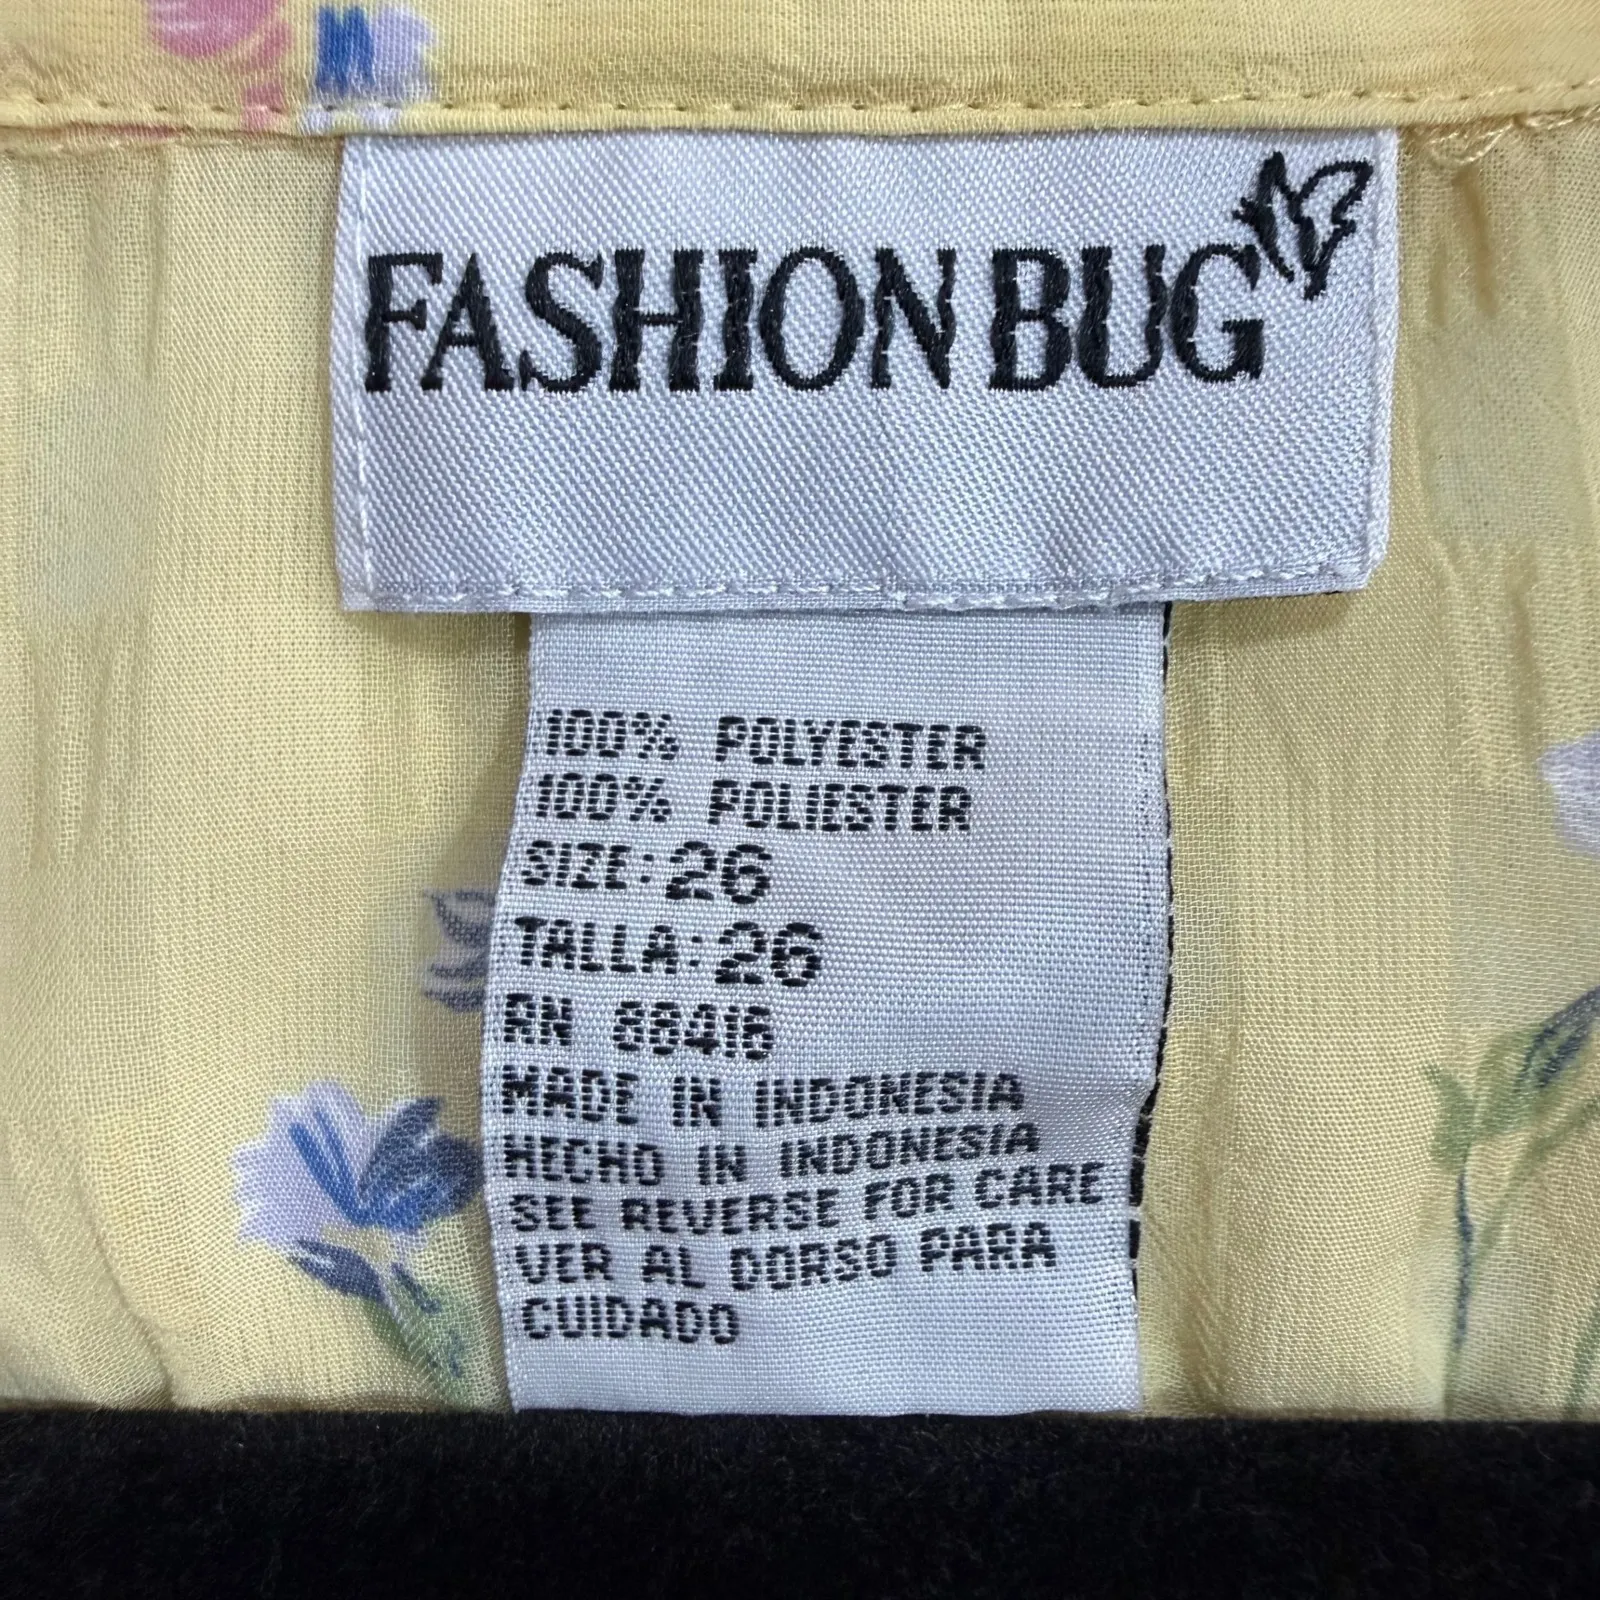 FASHION BUG
100% POLYESTER
100% POLIESTER
SIZE: 26
TALLA: 26
RN 88416
MADE IN INDONESIA
HECHO IN INDONESIA
SEE REVERSE FOR CARE
VER AL DORSO PARA
CUIDADO